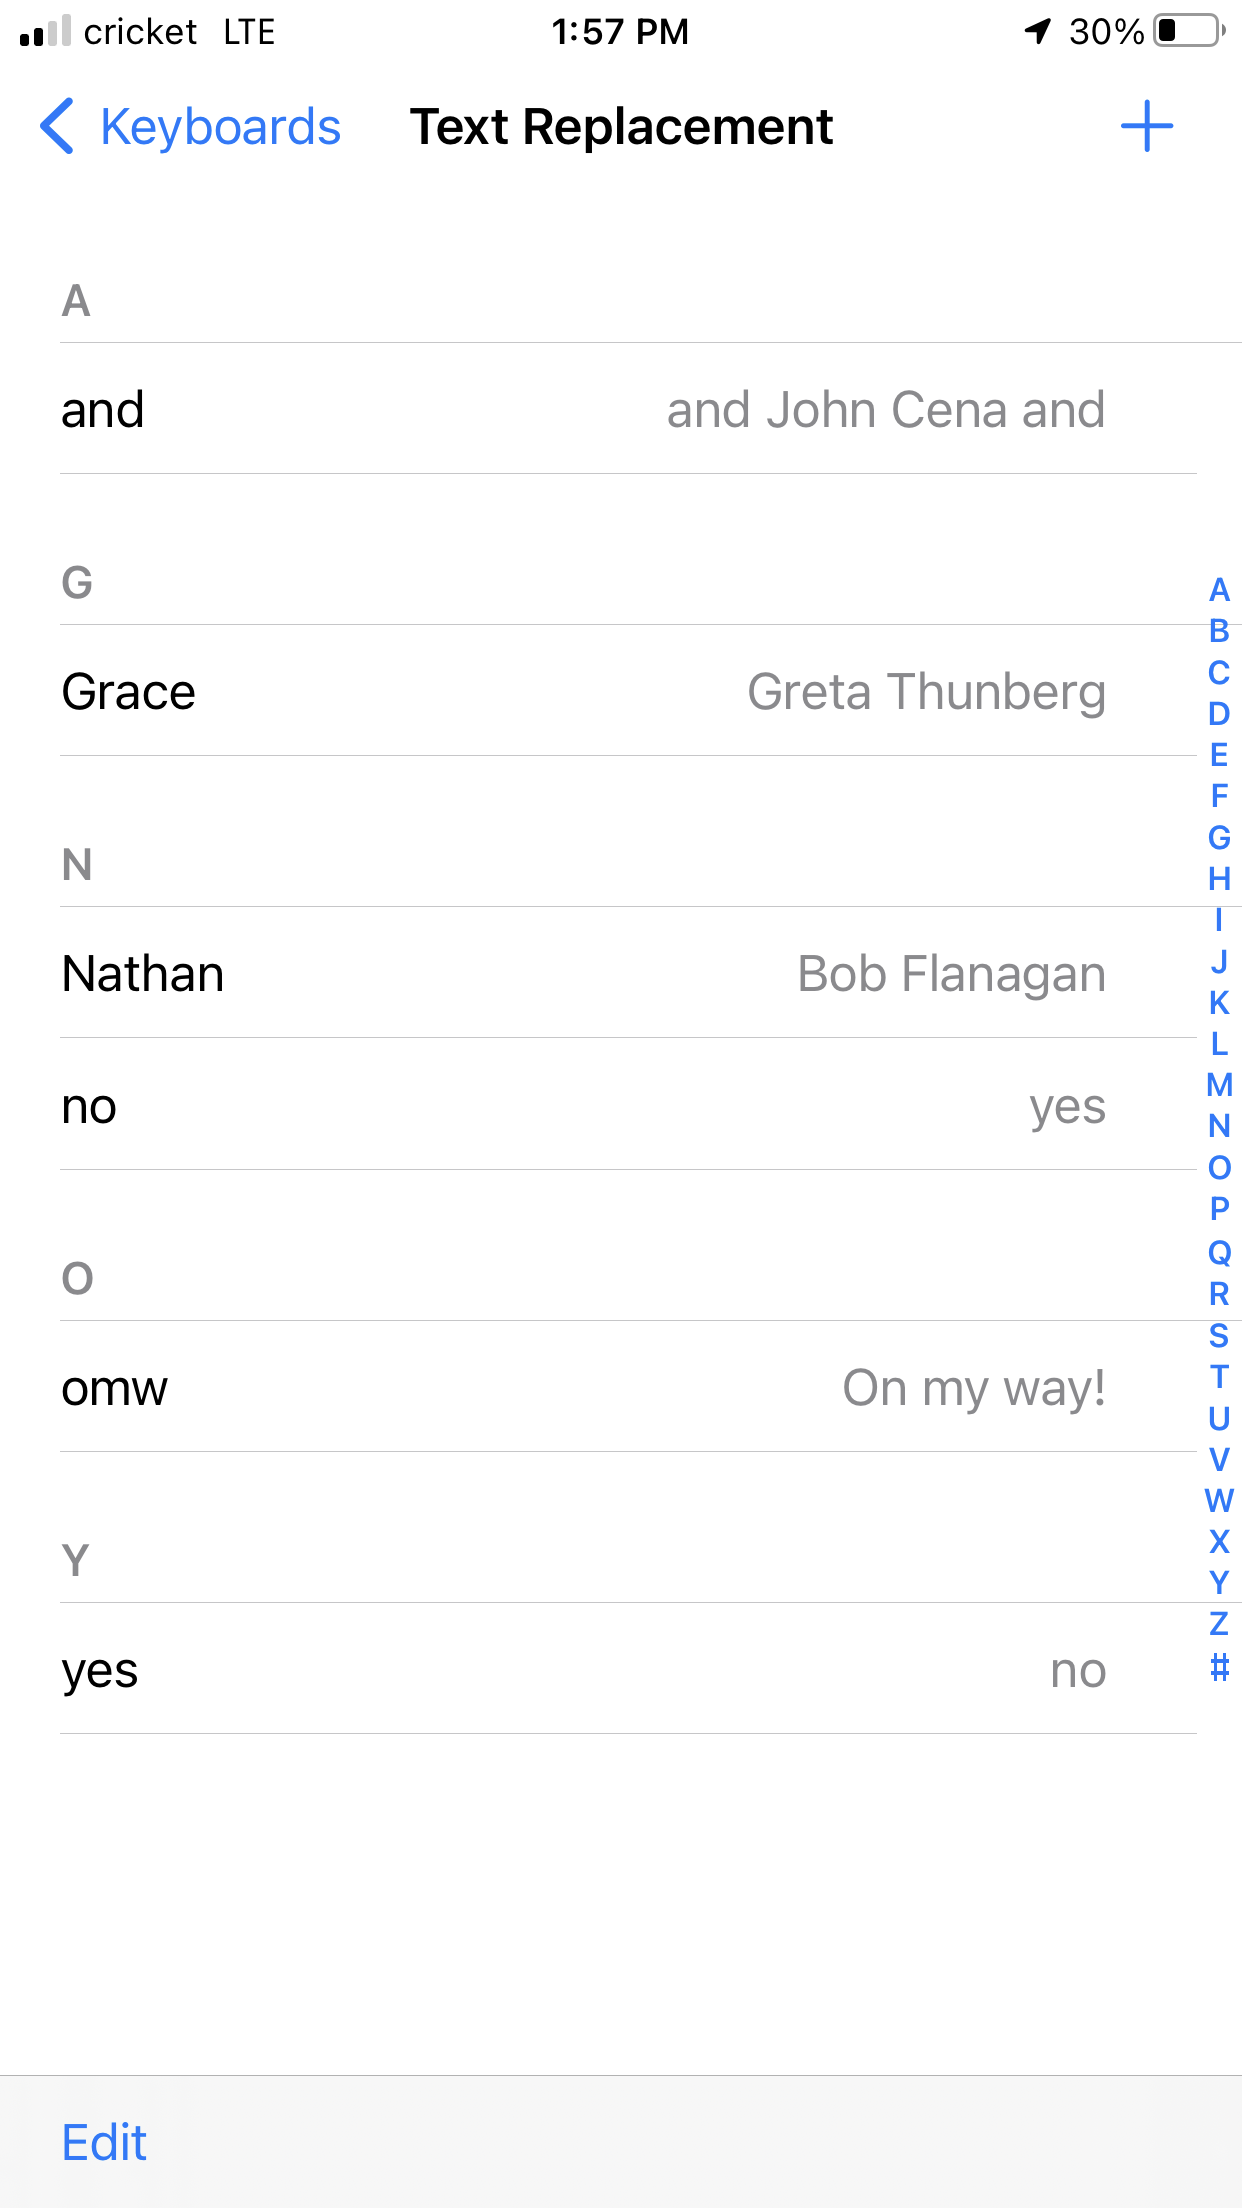 cricket LTE 1:57 PM 30%
Keyboards Text Replacement +
A
and and John Cena and
G
Grace Greta Thunberg
N
Nathan Bob Flanagan
no yes
O
omw On my way!
Y
yes no
A
B
C
D
E
F
G
H
I
J
K
L
M
N
O
P
Q
R
S
T
U
V
W
X
Y
Z
#
Edit